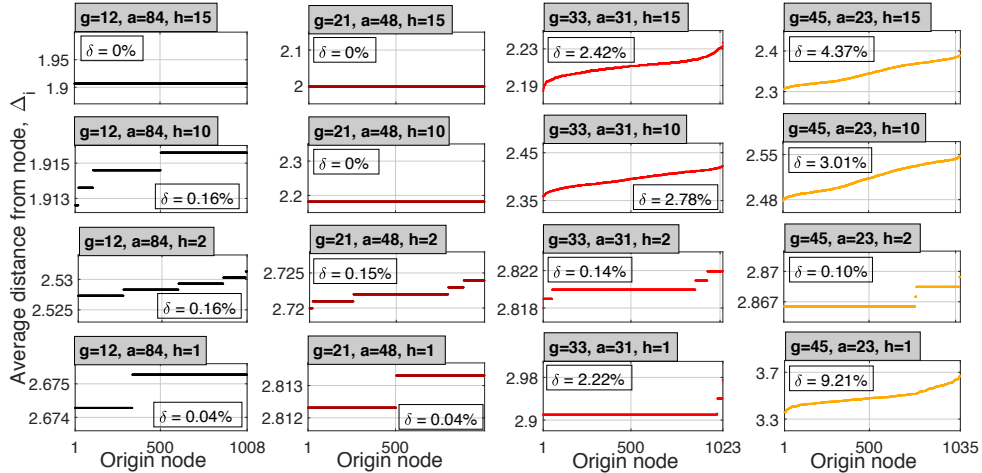 g=12, a=84, h=15
g=21, a=48, h=15
g=33, a=31, h=15
g=45, a=23, h=15
Average distance from node, Δ_i
δ = 0%
1.95
1.9
δ = 0%
2.1
2
δ = 2.42%
2.23
2.19
δ = 4.37%
2.4
2.3
5000
5000
5000
5000
g=12, a=84, h=10
g=21, a=48, h=10
g=33, a=31, h=10
g=45, a=23, h=10
1.915
1.913
δ = 0.16%
2.3
2.2
δ = 0%
2.45
2.35
δ = 2.78%
2.55
2.48
δ = 3.01%
g=12, a=84, h=2
g=21, a=48, h=2
g=33, a=31, h=2
g=45, a=23, h=2
2.53
2.525
δ = 0.16%
2.725
2.72
δ = 0.15%
2.822
2.818
δ = 0.14%
2.87
2.867
δ = 0.10%
g=12, a=84, h=1
g=21, a=48, h=1
g=33, a=31, h=1
g=45, a=23, h=1
2.675
2.674
δ = 0.04%
2.813
2.812
δ = 0.04%
2.98
2.9
δ = 2.22%
3.7
3.3
δ = 9.21%
1 500 1008
1 500
1 5000 1023
1 5000 1035
Origin node
Origin node
Origin node
Origin node